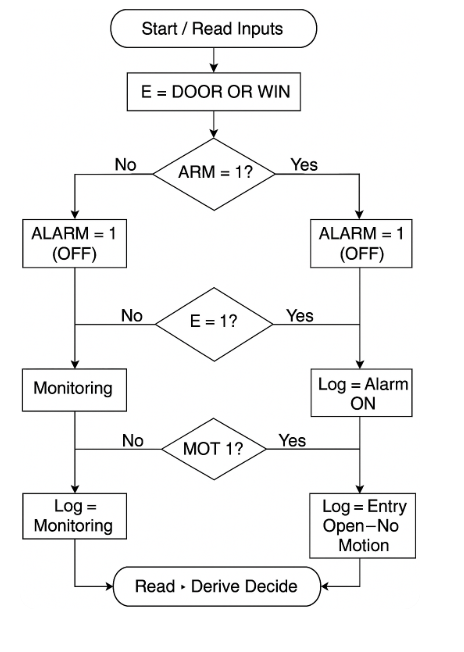 Start / Read Inputs
E = DOOR OR WIN
No
ARM = 1?
Yes
ALARM = 1
(OFF)
ALARM = 1
(OFF)
No
E = 1?
Yes
Monitoring
Log = Alarm
ON
No
MOT 1?
Yes
Log =
Monitoring
Log = Entry
Open–No
Motion
Read ‣ Derive Decide